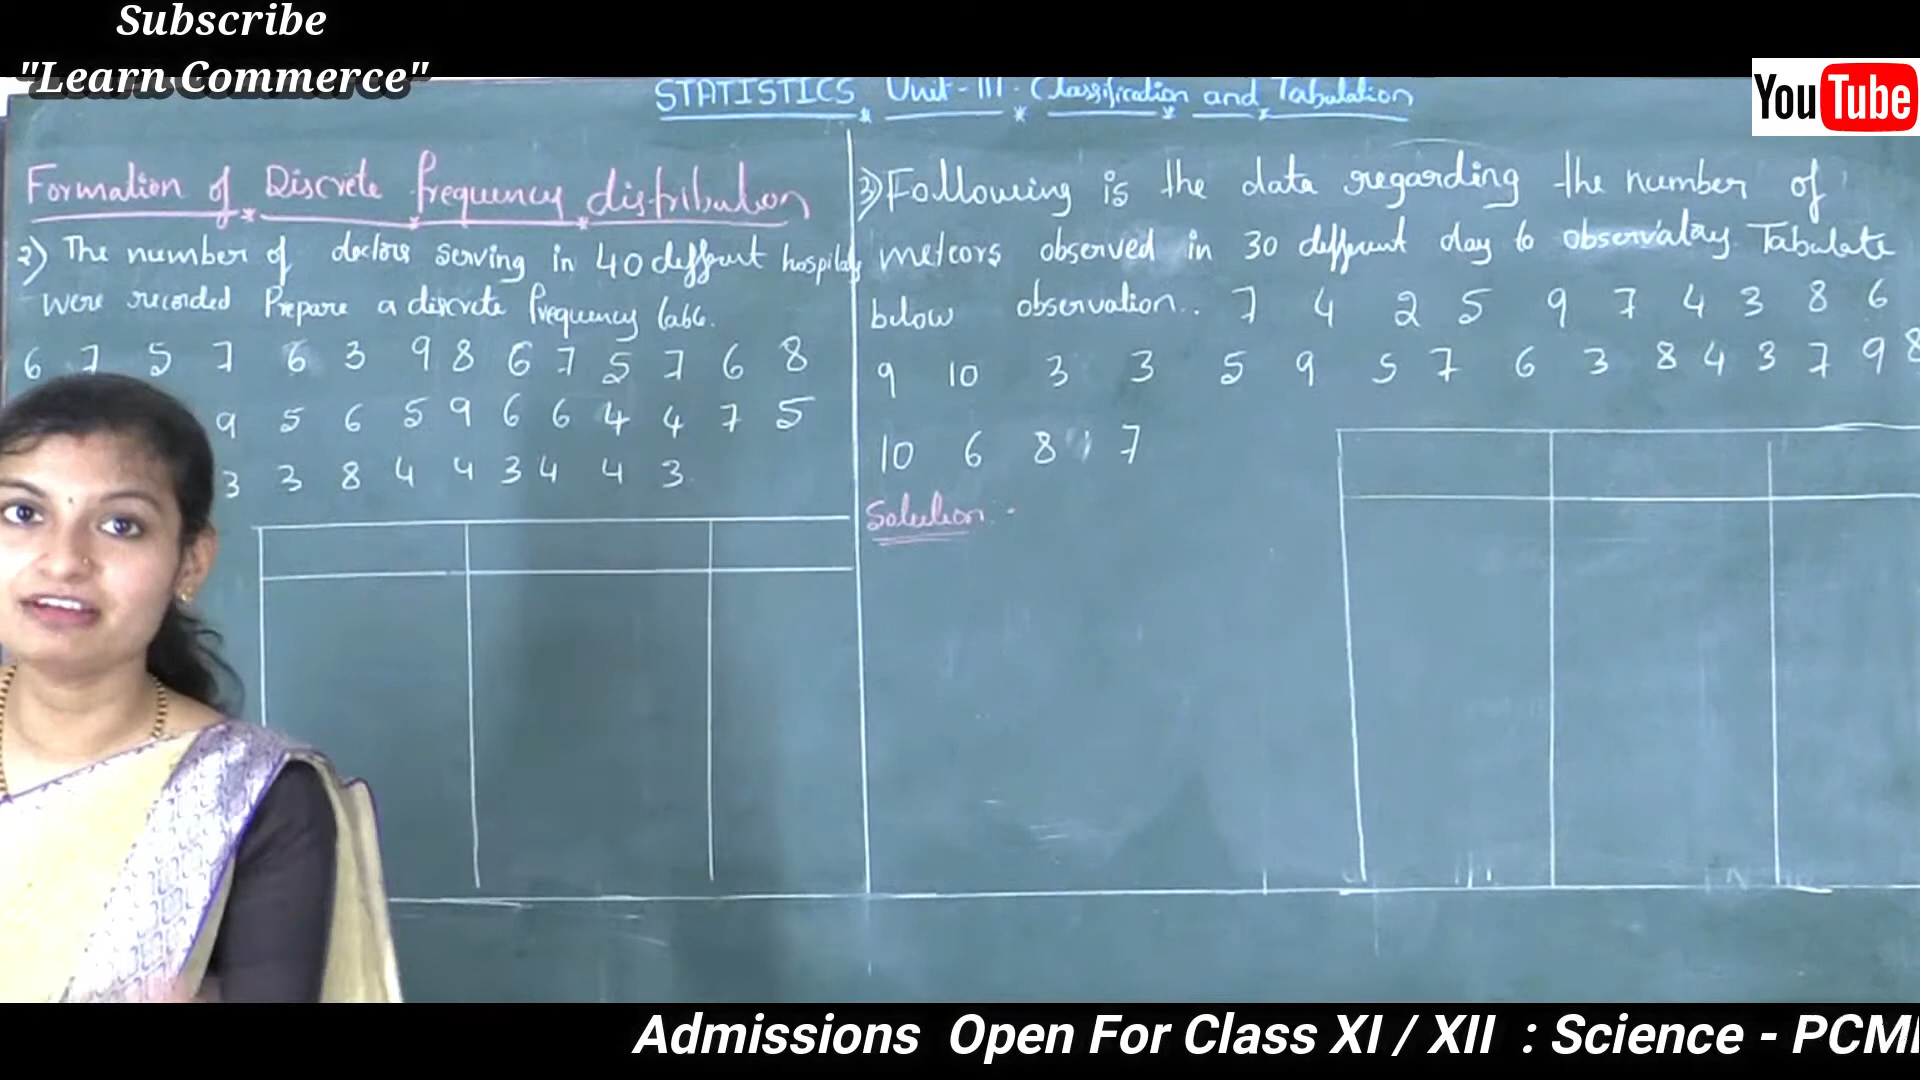 Subscribe
"Learn Commerce"
YouTube
STATISTICS Unit-III. Classification and Tabulation
Formation of Discrete frequency distribution
2) The number of doctors serving in 40 different hospitals
were recorded Prepare a discrete frequency table.
6 7 5 7 6 3 9 8 6 7 5 7 6 8
9 5 6 5 9 6 6 4 4 7 5
3 3 8 4 4 3 4 4 3
3) Following is the data regarding the number of
meteors observed in 30 different day to observatary Tabulate
below observation.. 7 4 2 5 9 7 4 3 8 6
9 10 3 3 5 9 5 7 6 3 8 4 3 7 9 8
10 6 8 , 7
Solution :-
Admissions Open For Class XI / XII : Science - PCM